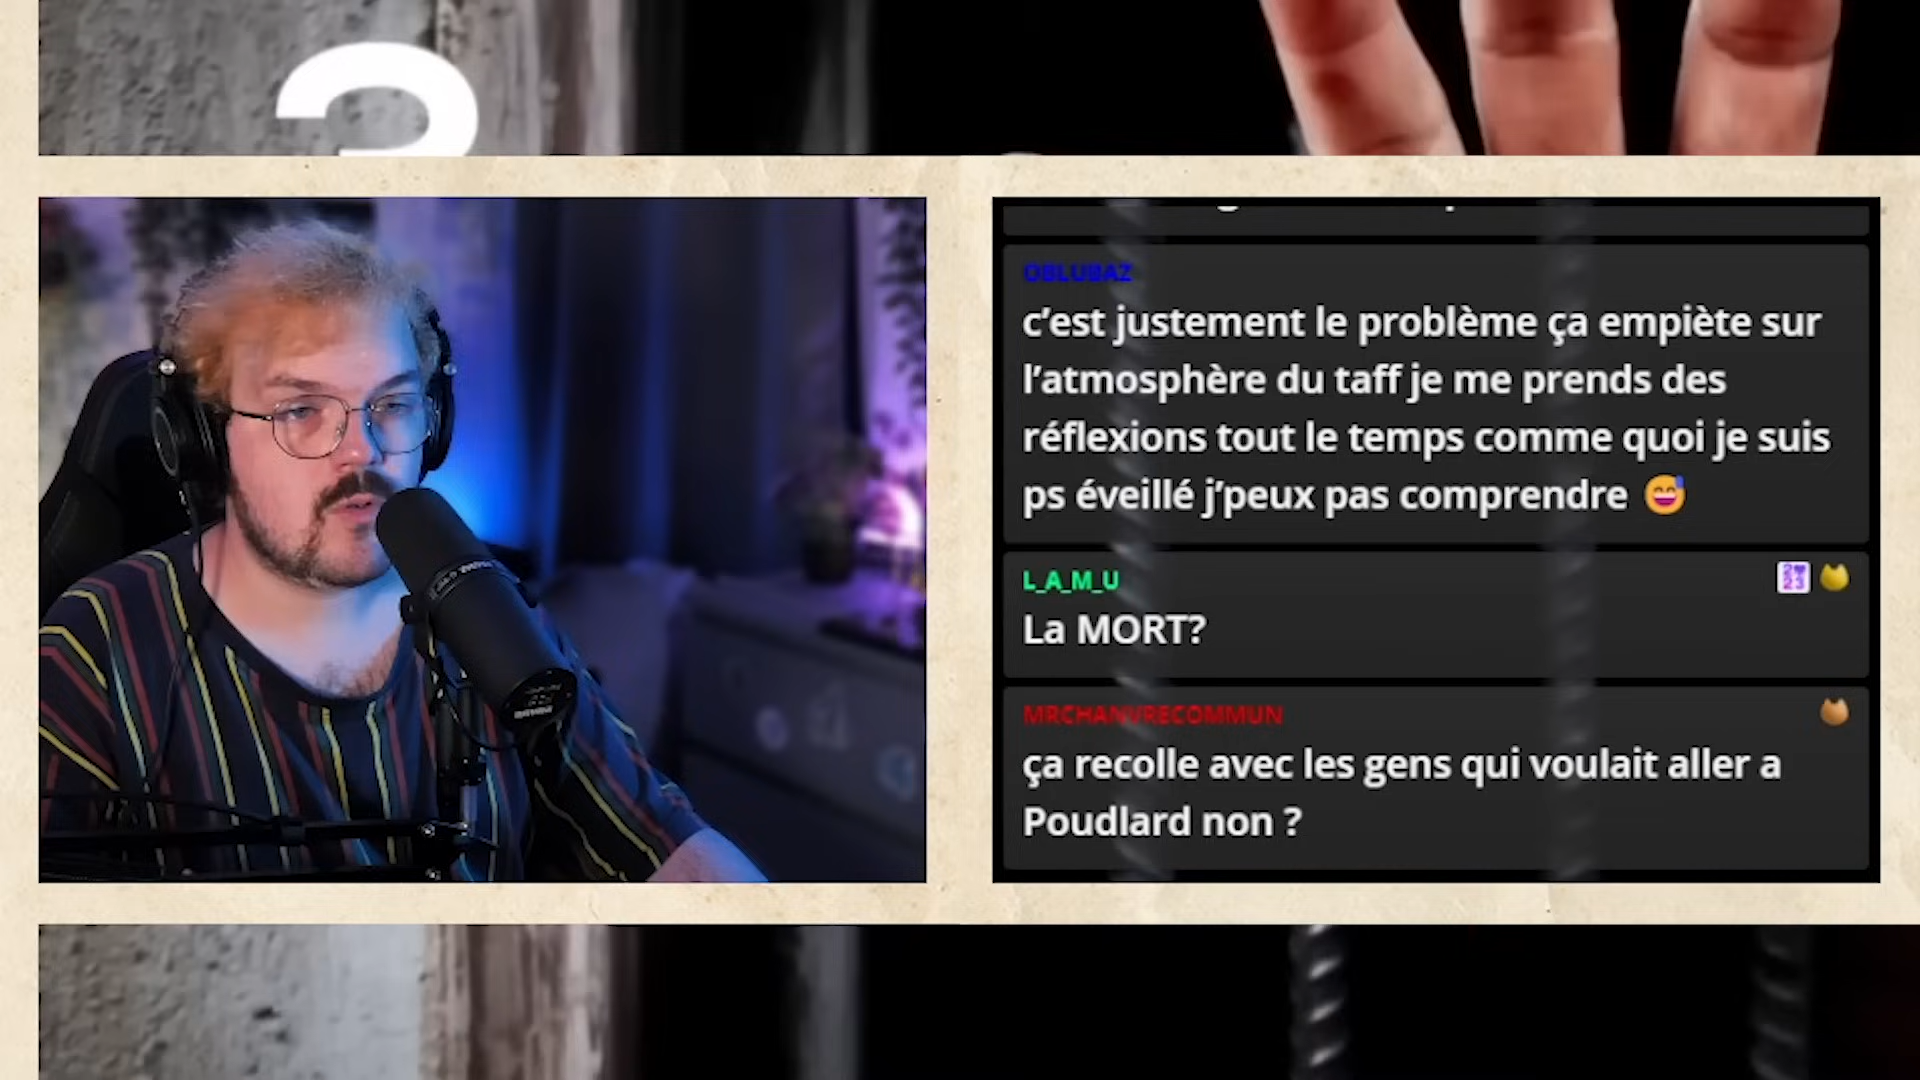 OBLUBAZ
c’est justement le problème ça empiète sur
l’atmosphère du taff je me prends des
réflexions tout le temps comme quoi je suis
ps éveillé j’peux pas comprendre 😅
L_A_M_U
La MORT?
MRCHANVRECOMMUN
ça recolle avec les gens qui voulait aller a
Poudlard non ?